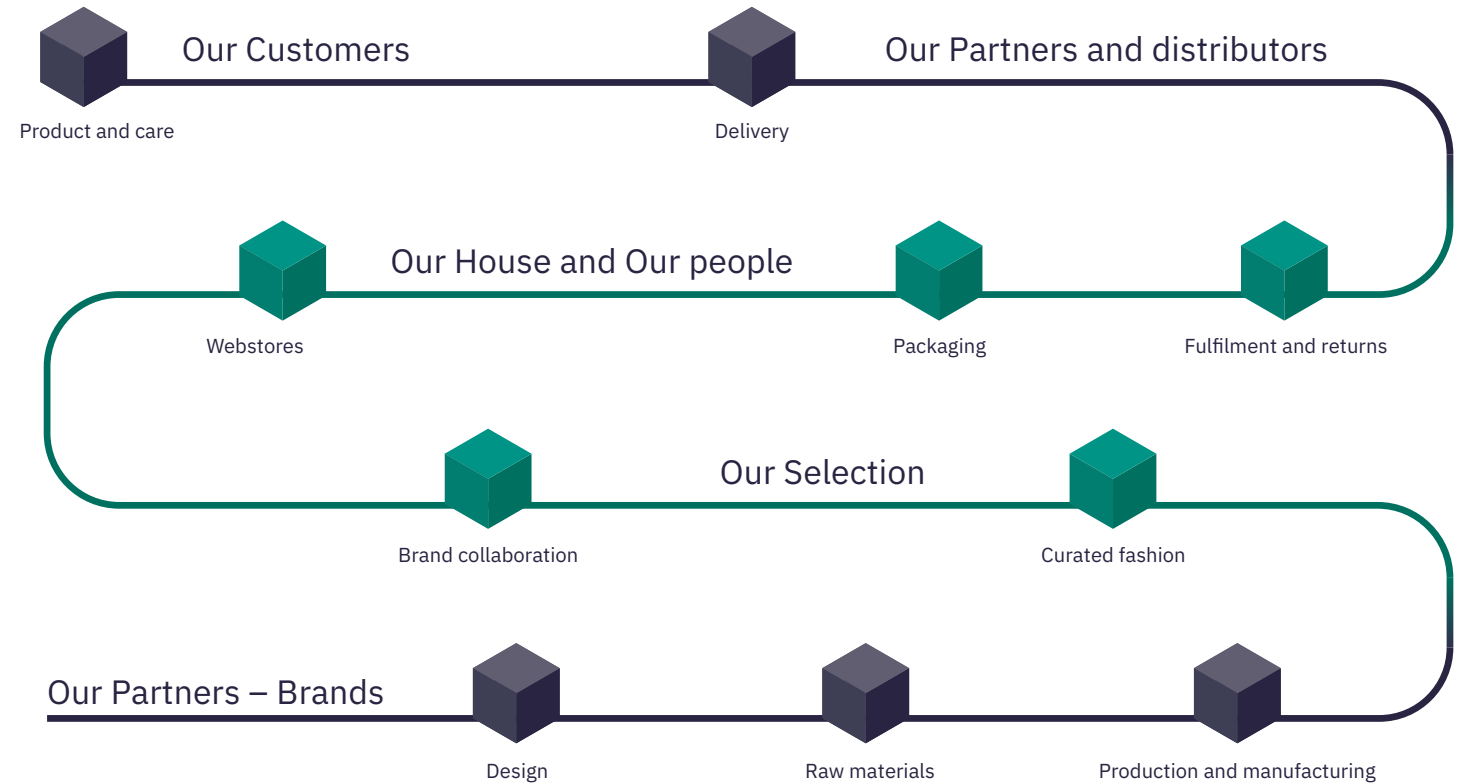 Our Customers
Our Partners and distributors
Product and care
Delivery
Our House and Our people
Webstores
Packaging
Fulfilment and returns
Our Selection
Brand collaboration
Curated fashion
Our Partners – Brands
Design
Raw materials
Production and manufacturing